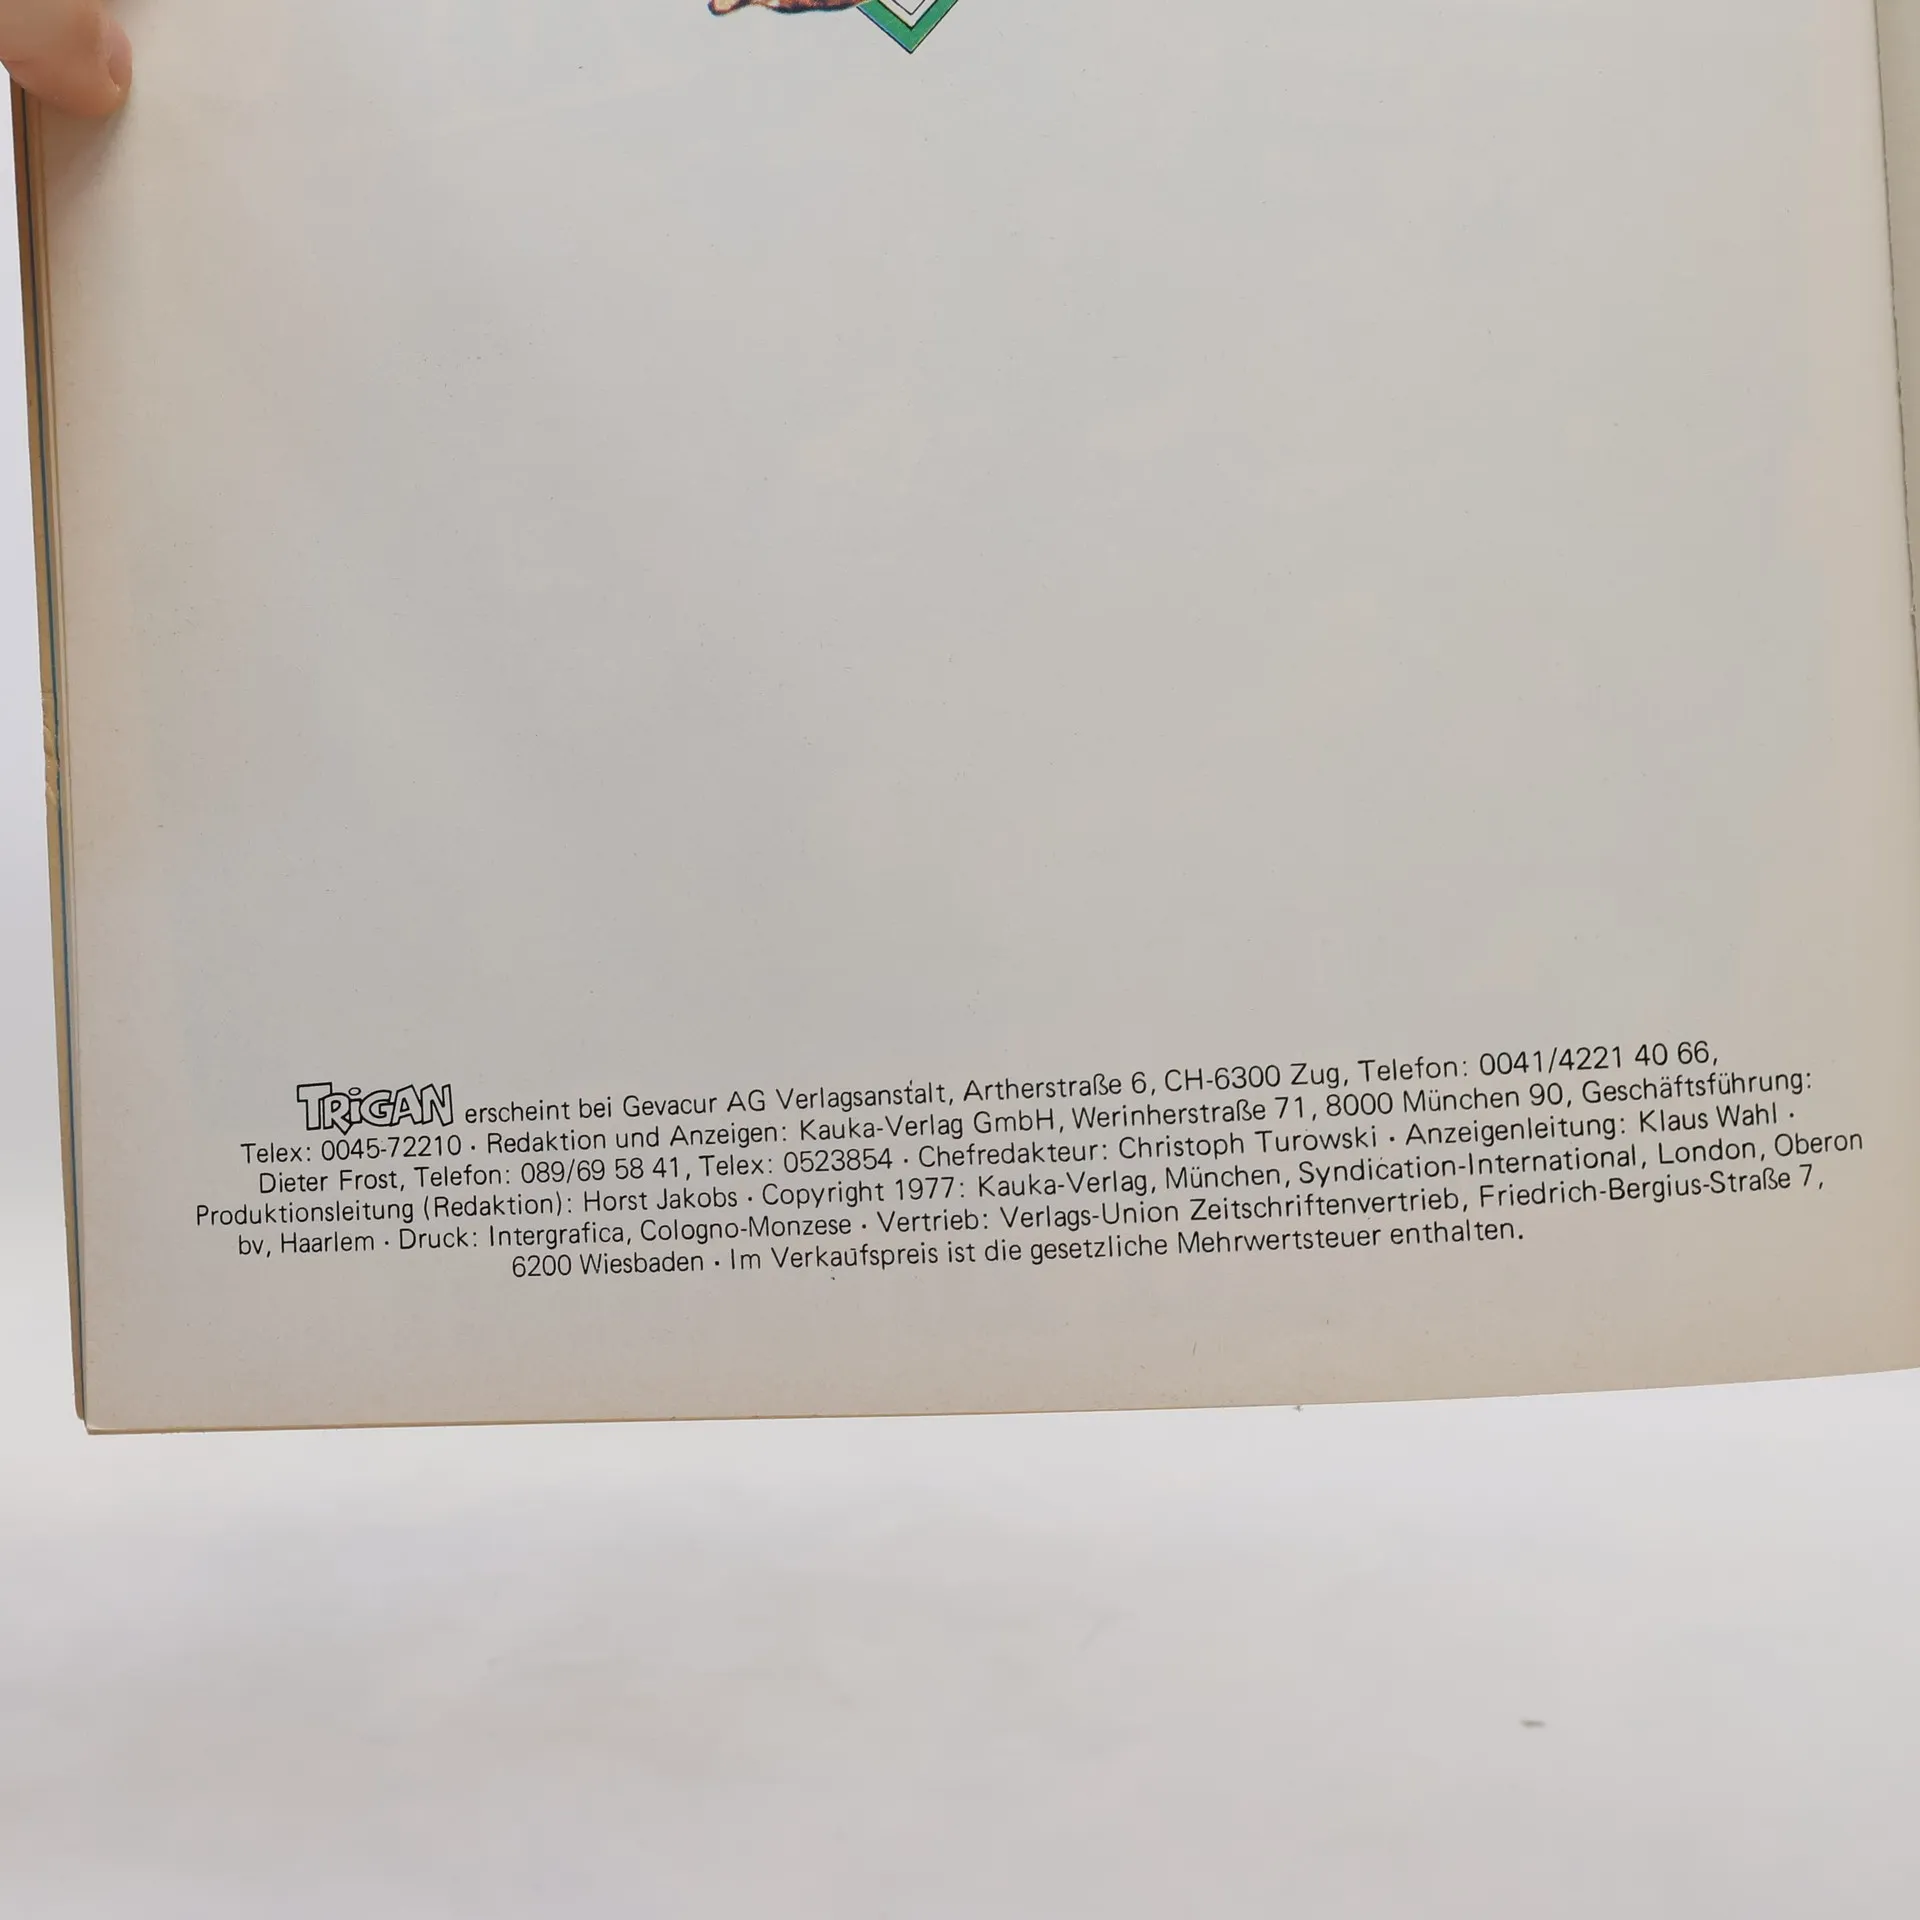 TRiGAN erscheint bei Gevacur AG Verlagsanstalt, Artherstraße 6, CH-6300 Zug, Telefon: 0041/4221 40 66,
Telex: 0045-72210 · Redaktion und Anzeigen: Kauka-Verlag GmbH, Werinherstraße 71, 8000 München 90, Geschäftsführung:
Dieter Frost, Telefon: 089/69 58 41, Telex: 0523854 · Chefredakteur: Christoph Turowski · Anzeigenleitung: Klaus Wahl ·
Produktionsleitung (Redaktion): Horst Jakobs · Copyright 1977: Kauka-Verlag, München, Syndication-International, London, Oberon
bv, Haarlem · Druck: Intergrafica, Cologno-Monzese · Vertrieb: Verlags-Union Zeitschriftenvertrieb, Friedrich-Bergius-Straße 7,
6200 Wiesbaden · Im Verkaufspreis ist die gesetzliche Mehrwertsteuer enthalten.